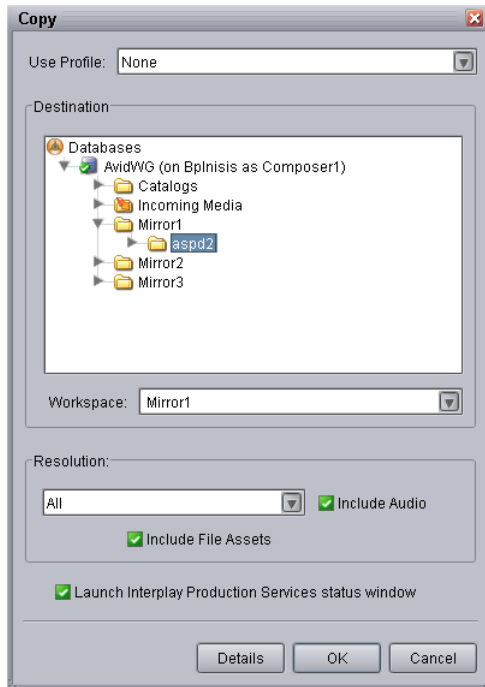 Copy
Use Profile: None
Destination
Databases
AvidWG (on Bplnisis as Composer1)
Catalogs
Incoming Media
Mirror1
aspd2
Mirror2
Mirror3
Workspace: Mirror1
Resolution:
All Include Audio
Include File Assets
Launch Interplay Production Services status window
Details OK Cancel